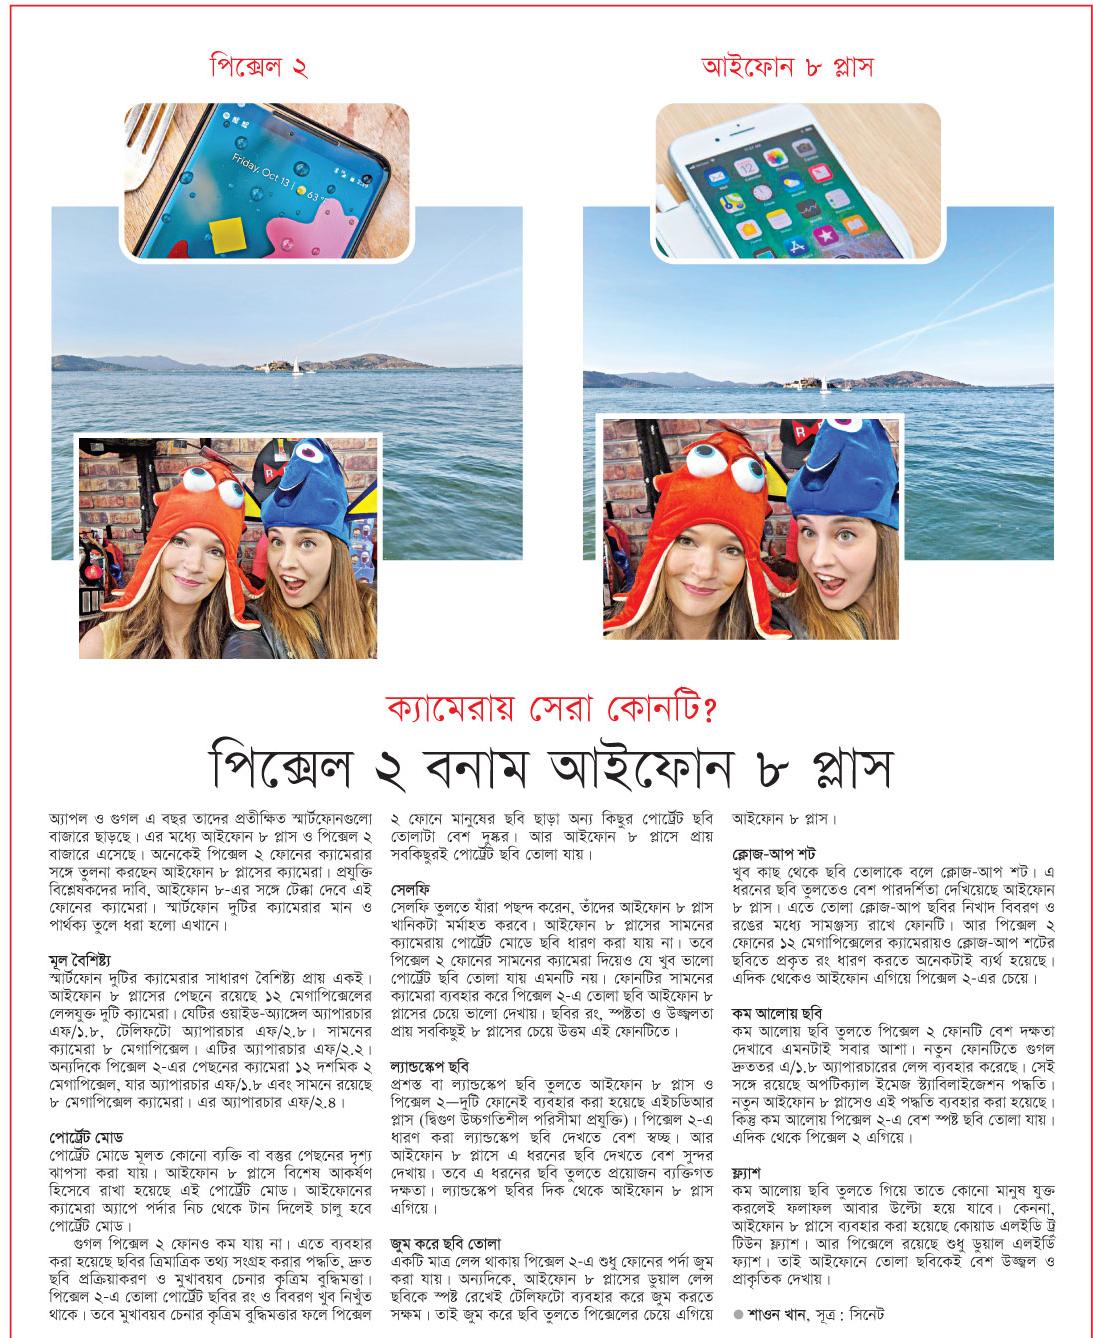 পিক্সেল ২
আইফোন ৮ প্লাস
Friday, Oct 13
63
ক্যামেরায় সেরা কোনটি?
পিক্সেল ২ বনাম আইফোন ৮ প্লাস
অ্যাপল ও গুগল এ বছর তাদের প্রতীক্ষিত স্মার্টফোনগুলো
বাজারে ছাড়ছে। এর মধ্যে আইফোন ৮ প্লাস ও পিক্সেল ২
বাজারে এসেছে। অনেকেই পিক্সেল ২ ফোনের ক্যামেরার
সঙ্গে তুলনা করছেন আইফোন ৮ প্লাসের ক্যামেরা। প্রযুক্তি
বিশ্লেষকদের দাবি, আইফোন ৮-এর সঙ্গে টেক্কা দেবে এই
ফোনের ক্যামেরা। স্মার্টফোন দুটির ক্যামেরার মান ও
পার্থক্য তুলে ধরা হলো এখানে।
মূল বৈশিষ্ট্য
স্মার্টফোন দুটির ক্যামেরার সাধারণ বৈশিষ্ট্য প্রায় একই।
আইফোন ৮ প্লাসের পেছনে রয়েছে ১২ মেগাপিক্সেলের
লেন্সযুক্ত দুটি ক্যামেরা। যেটির ওয়াইড-অ্যাঙ্গেল অ্যাপারচার
এফ/১.৮, টেলিফটো অ্যাপারচার এফ/২.৮। সামনের
ক্যামেরা ৮ মেগাপিক্সেল। এটির অ্যাপারচার এফ/২.২।
অন্যদিকে পিক্সেল ২-এর পেছনের ক্যামেরা ১২ দশমিক ২
মেগাপিক্সেল, যার অ্যাপারচার এফ/১.৮ এবং সামনে রয়েছে
৮ মেগাপিক্সেল ক্যামেরা। এর অ্যাপারচার এফ/২.৪।
পোর্ট্রেট মোড
পোর্ট্রেট মোডে মূলত কোনো ব্যক্তি বা বস্তুর পেছনের দৃশ্য
ঝাপসা করা যায়। আইফোন ৮ প্লাসে বিশেষ আকর্ষণ
হিসেবে রাখা হয়েছে এই পোর্ট্রেট মোড। আইফোনের
ক্যামেরা অ্যাপে পর্দার নিচ থেকে টান দিলেই চালু হবে
পোর্ট্রেট মোড।
গুগল পিক্সেল ২ ফোনও কম যায় না। এতে ব্যবহার
করা হয়েছে ছবির ত্রিমাত্রিক তথ্য সংগ্রহ করার পদ্ধতি, দ্রুত
ছবি প্রক্রিয়াকরণ ও মুখাবয়ব চেনার কৃত্রিম বুদ্ধিমত্তা।
পিক্সেল ২-এ তোলা পোর্ট্রেট ছবির রং ও বিবরণ খুব নিখুঁত
থাকে। তবে মুখাবয়ব চেনার কৃত্রিম বুদ্ধিমত্তার ফলে পিক্সেল
২ ফোনে মানুষের ছবি ছাড়া অন্য কিছুর পোর্ট্রেট ছবি
তোলাটা বেশ দুষ্কর। আর আইফোন ৮ প্লাসে প্রায়
সবকিছুরই পোর্ট্রেট ছবি তোলা যায়।
সেলফি
সেলফি তুলতে যাঁরা পছন্দ করেন, তাঁদের আইফোন ৮ প্লাস
খানিকটা মর্মাহত করবে। আইফোন ৮ প্লাসের সামনের
ক্যামেরায় পোর্ট্রেট মোডে ছবি ধারণ করা যায় না। তবে
পিক্সেল ২ ফোনের সামনের ক্যামেরা দিয়েও যে খুব ভালো
পোর্ট্রেট ছবি তোলা যায় এমনটি নয়। ফোনটির সামনের
ক্যামেরা ব্যবহার করে পিক্সেল ২-এ তোলা ছবি আইফোন ৮
প্লাসের চেয়ে ভালো দেখায়। ছবির রং, স্পষ্টতা ও উজ্জ্বলতা
প্রায় সবকিছুই ৮ প্লাসের চেয়ে উত্তম এই ফোনটিতে।
ল্যান্ডস্কেপ ছবি
প্রশস্ত বা ল্যান্ডস্কেপ ছবি তুলতে আইফোন ৮ প্লাস ও
পিক্সেল ২—দুটি ফোনেই ব্যবহার করা হয়েছে এইচডিআর
প্লাস (দ্বিগুণ উচ্চগতিশীল পরিসীমা প্রযুক্তি)। পিক্সেল ২-এ
ধারণ করা ল্যান্ডস্কেপ ছবি দেখতে বেশ স্বচ্ছ। আর
আইফোন ৮ প্লাসে এ ধরনের ছবি দেখতে বেশ সুন্দর
দেখায়। তবে এ ধরনের ছবি তুলতে প্রয়োজন ব্যক্তিগত
দক্ষতা। ল্যান্ডস্কেপ ছবির দিক থেকে আইফোন ৮ প্লাস
এগিয়ে।
জুম করে ছবি তোলা
একটি মাত্র লেন্স থাকায় পিক্সেল ২-এ শুধু ফোনের পর্দা জুম
করা যায়। অন্যদিকে, আইফোন ৮ প্লাসের ডুয়াল লেন্স
ছবিকে স্পষ্ট রেখেই টেলিফটো ব্যবহার করে জুম করতে
সক্ষম। তাই জুম করে ছবি তুলতে পিক্সেলের চেয়ে এগিয়ে
আইফোন ৮ প্লাস।
ক্লোজ-আপ শট
খুব কাছ থেকে ছবি তোলাকে বলে ক্লোজ-আপ শট। এ
ধরনের ছবি তুলতেও বেশ পারদর্শিতা দেখিয়েছে আইফোন
৮ প্লাস। এতে তোলা ক্লোজ-আপ ছবির নিখাদ বিবরণ ও
রঙের মধ্যে সামঞ্জস্য রাখে ফোনটি। আর পিক্সেল ২
ফোনের ১২ মেগাপিক্সেলের ক্যামেরায়ও ক্লোজ-আপ শটের
ছবিতে প্রকৃত রং ধারণ করতে অনেকটাই ব্যর্থ হয়েছে।
এদিক থেকেও আইফোন এগিয়ে পিক্সেল ২-এর চেয়ে।
কম আলোয় ছবি
কম আলোয় ছবি তুলতে পিক্সেল ২ ফোনটি বেশ দক্ষতা
দেখাবে এমনটাই সবার আশা। নতুন ফোনটিতে গুগল
দ্রুততর এ/১.৮ অ্যাপারচারের লেন্স ব্যবহার করেছে। সেই
সঙ্গে রয়েছে অপটিক্যাল ইমেজ স্ট্যাবিলাইজেশন পদ্ধতি।
নতুন আইফোন ৮ প্লাসেও এই পদ্ধতি ব্যবহার করা হয়েছে।
কিন্তু কম আলোয় পিক্সেল ২-এ বেশ স্পষ্ট ছবি তোলা যায়।
এদিক থেকে পিক্সেল ২ এগিয়ে।
ফ্ল্যাশ
কম আলোয় ছবি তুলতে গিয়ে তাতে কোনো মানুষ যুক্ত
করলেই ফলাফল আবার উল্টো হয়ে যাবে। কেননা,
আইফোন ৮ প্লাসে ব্যবহার করা হয়েছে কোয়াড এলইডি ট্রু
টিউন ফ্ল্যাশ। আর পিক্সেলে রয়েছে শুধু ডুয়াল এলইডি
ফ্যাশ। তাই আইফোনে তোলা ছবিকেই বেশ উজ্জ্বল ও
প্রাকৃতিক দেখায়।
● শাওন খান, সূত্র : সিনেট